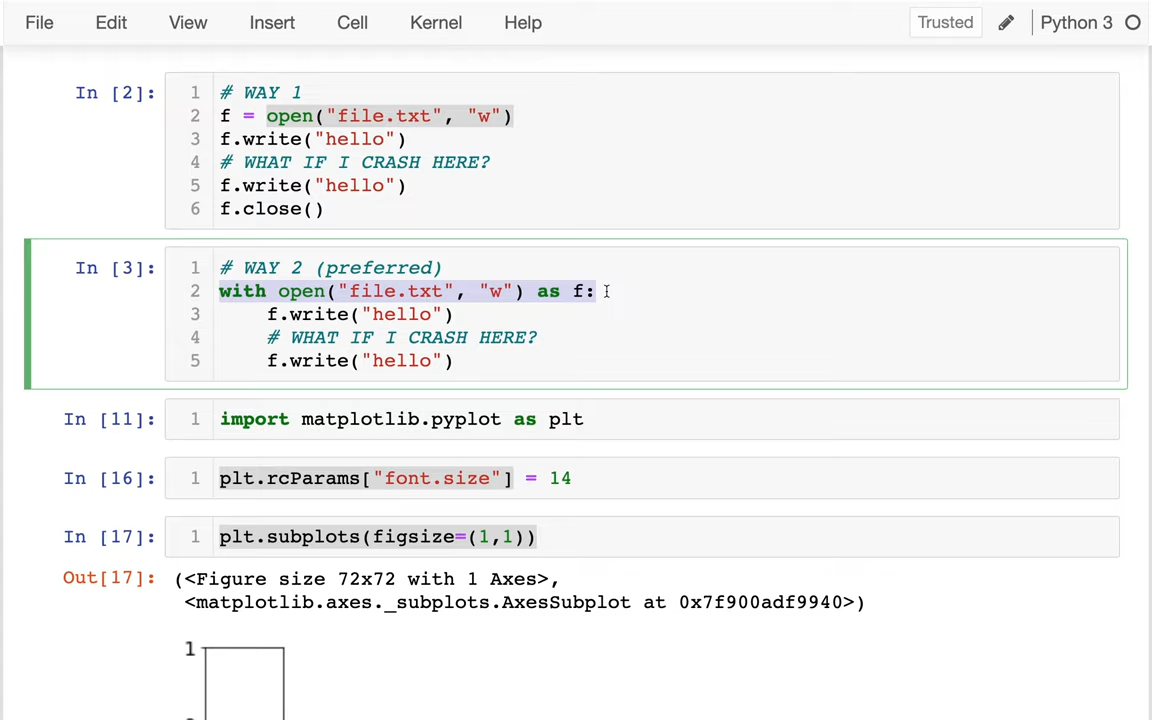 File Edit View Insert Cell Kernel Help Trusted Python 3
In [2]:
1 # WAY 1
2 f = open("file.txt", "w")
3 f.write("hello")
4 # WHAT IF I CRASH HERE?
5 f.write("hello")
6 f.close()
In [3]:
1 # WAY 2 (preferred)
2 with open("file.txt", "w") as f:
3     f.write("hello")
4     # WHAT IF I CRASH HERE?
5     f.write("hello")
In [11]: 1 import matplotlib.pyplot as plt
In [16]: 1 plt.rcParams["font.size"] = 14
In [17]: 1 plt.subplots(figsize=(1,1))
Out[17]: (<Figure size 72x72 with 1 Axes>,
<matplotlib.axes._subplots.AxesSubplot at 0x7f900adf9940>)
1